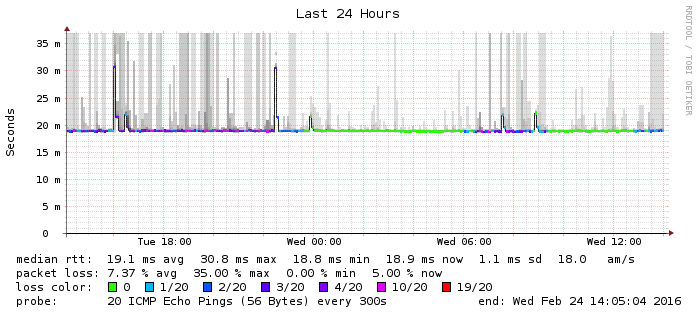 Last 24 Hours
RRDTOOL / TOBI OETIKER
Seconds
35 m
30 m
25 m
20 m
15 m
10 m
5 m
0
Tue 18:00 Wed 00:00 Wed 06:00 Wed 12:00
median rtt: 19.1 ms avg 30.8 ms max 18.8 ms min 18.9 ms now 1.1 ms sd 18.0 am/s
packet loss: 7.37 % avg 35.00 % max 0.00 % min 5.00 % now
loss color: 0 1/20 2/20 3/20 4/20 10/20 19/20
probe: 20 ICMP Echo Pings (56 Bytes) every 300s end: Wed Feb 24 14:05:04 2016